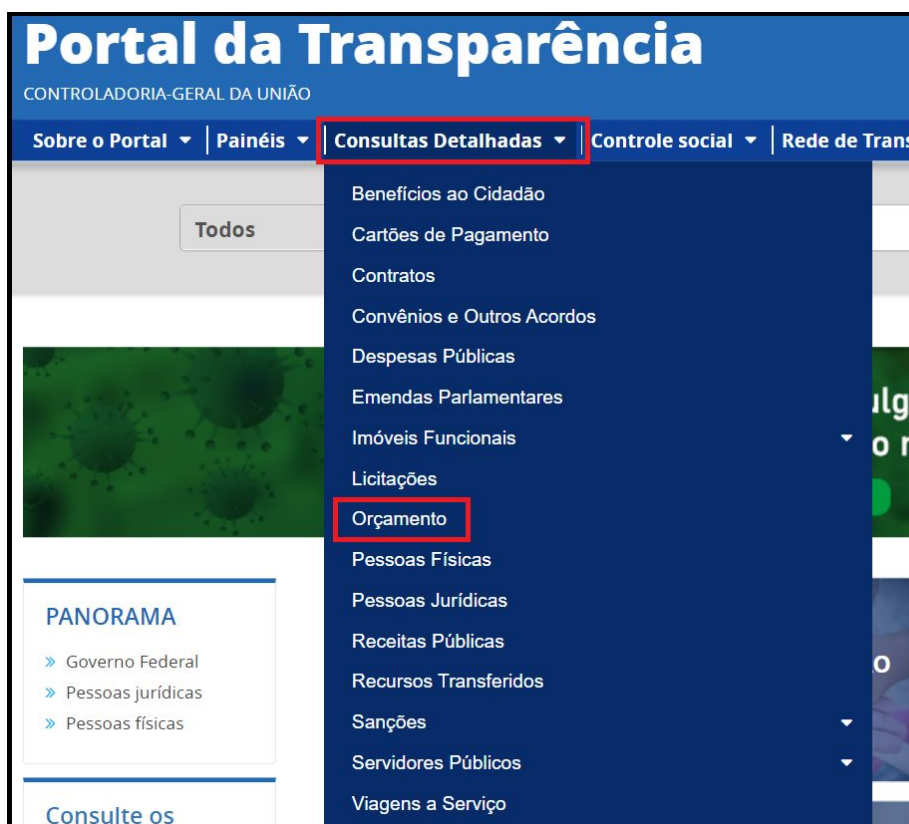 Portal da Transparência
CONTROLADORIA-GERAL DA UNIÃO
Sobre o Portal Painéis Consultas Detalhadas Controle social Rede de
Todos
Benefícios ao Cidadão
Cartões de Pagamento
Contratos
Convênios e Outros Acordos
Despesas Públicas
Emendas Parlamentares
Imóveis Funcionais
Licitações
Orçamento
Pessoas Físicas
Pessoas Jurídicas
Receitas Públicas
Recursos Transferidos
Sanções
Servidores Públicos
Viagens a Serviço
PANORAMA
Governo Federal
Pessoas jurídicas
Pessoas físicas
Consulte os